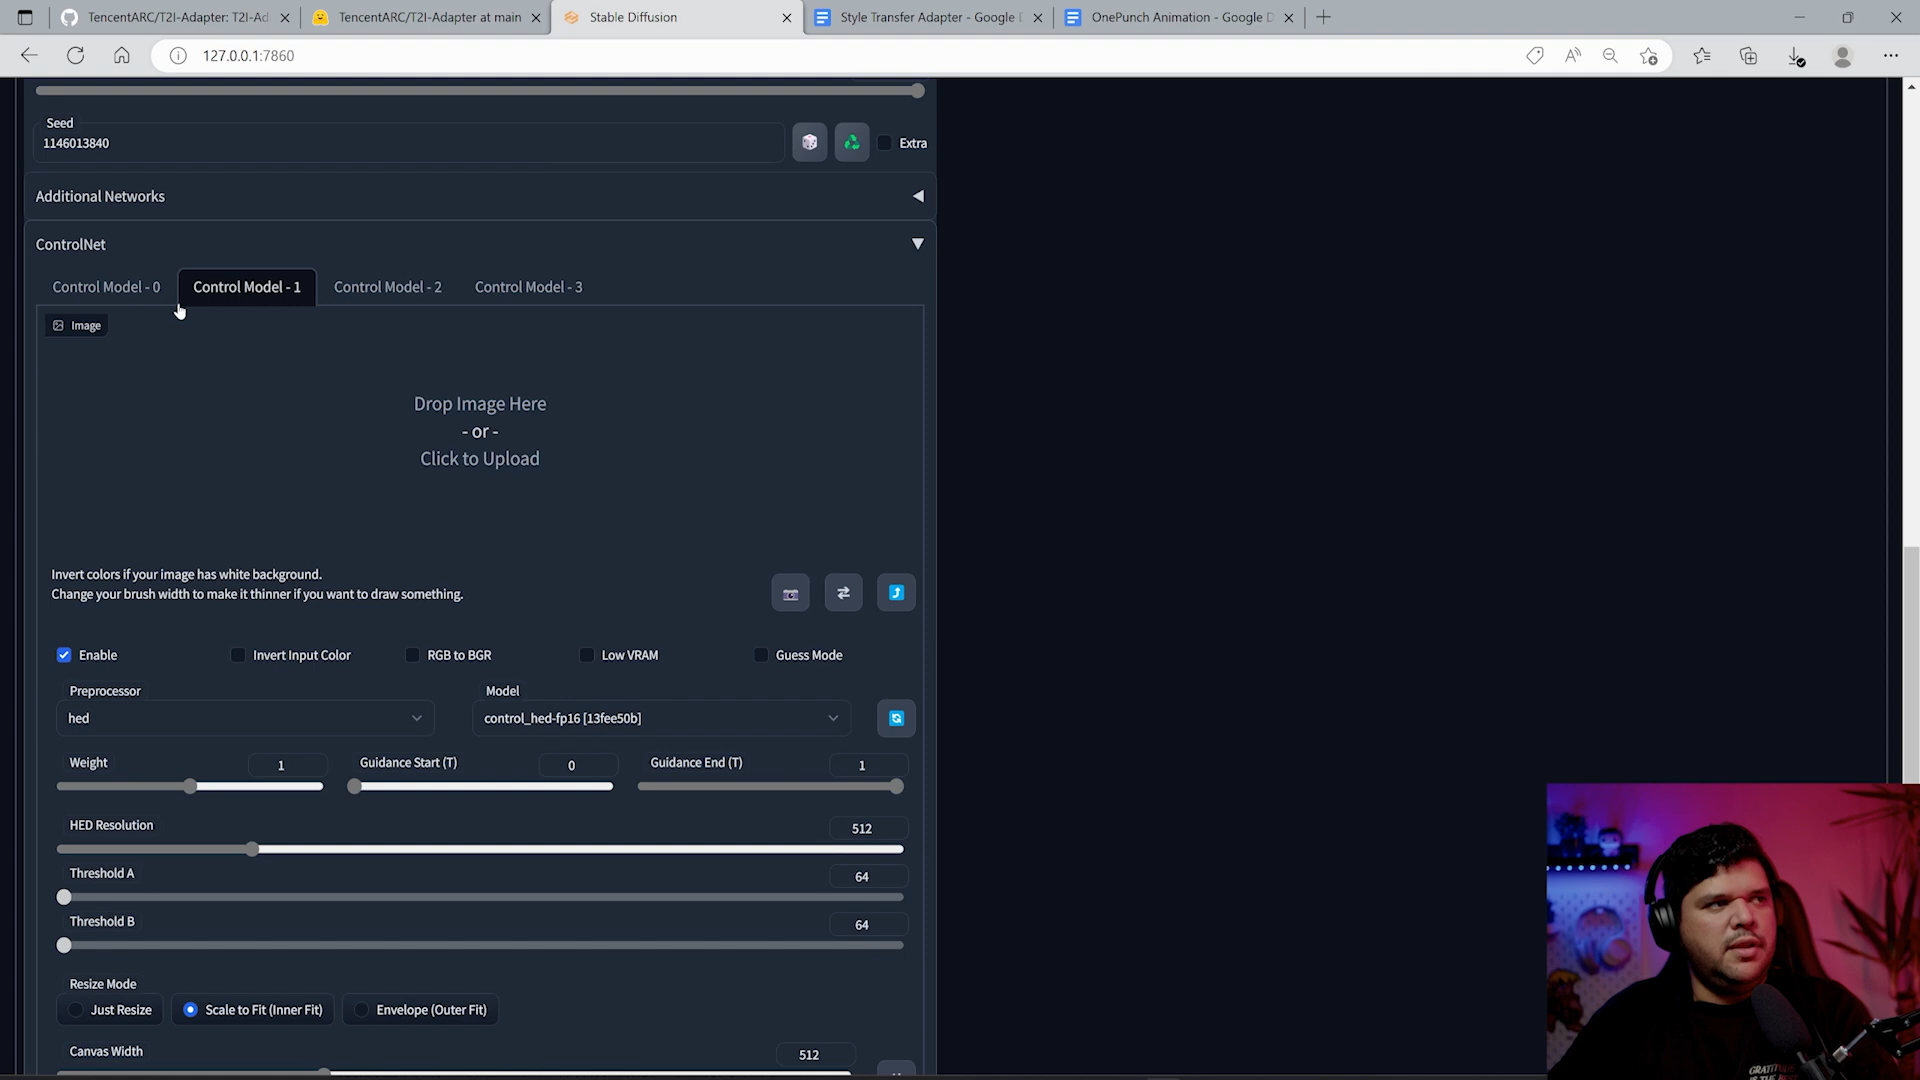 TencentARC/T2I-Adapter: T2I-Ad
TencentARC/T2I-Adapter at main
Stable Diffusion
Style Transfer Adapter - Google D
OnePunch Animation - Google D
127.0.0.1:7860
Seed
1146013840
Extra
Additional Networks
ControlNet
Control Model - 0
Control Model - 1
Control Model - 2
Control Model - 3
Image
Drop Image Here
- or -
Click to Upload
Invert colors if your image has white background.
Change your brush width to make it thinner if you want to draw something.
Enable
Invert Input Color
RGB to BGR
Low VRAM
Guess Mode
Preprocessor
hed
Model
control_hed-fp16 [13fee50b]
Weight
1
Guidance Start (T)
0
Guidance End (T)
1
HED Resolution
512
Threshold A
64
Threshold B
64
Resize Mode
Just Resize
Scale to Fit (Inner Fit)
Envelope (Outer Fit)
Canvas Width
512